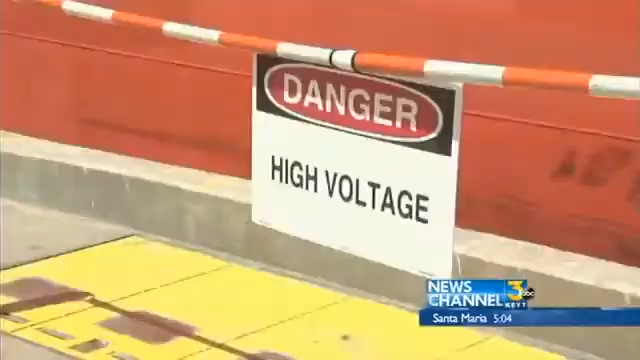 DANGER
HIGH VOLTAGE
NEWS
CHANNEL 3 abc
KEYT
Santa Maria 5:04